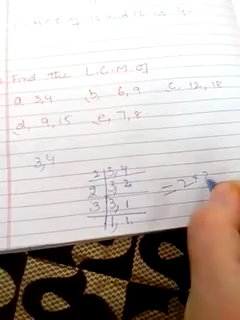 Find the L.C.M of
a, 3,4 b, 6,9 c, 12,18
d, 9,15 e, 7,8
3,4
2 | 3, 4
2 | 3, 2
3 | 3, 1
1, 1
= 2